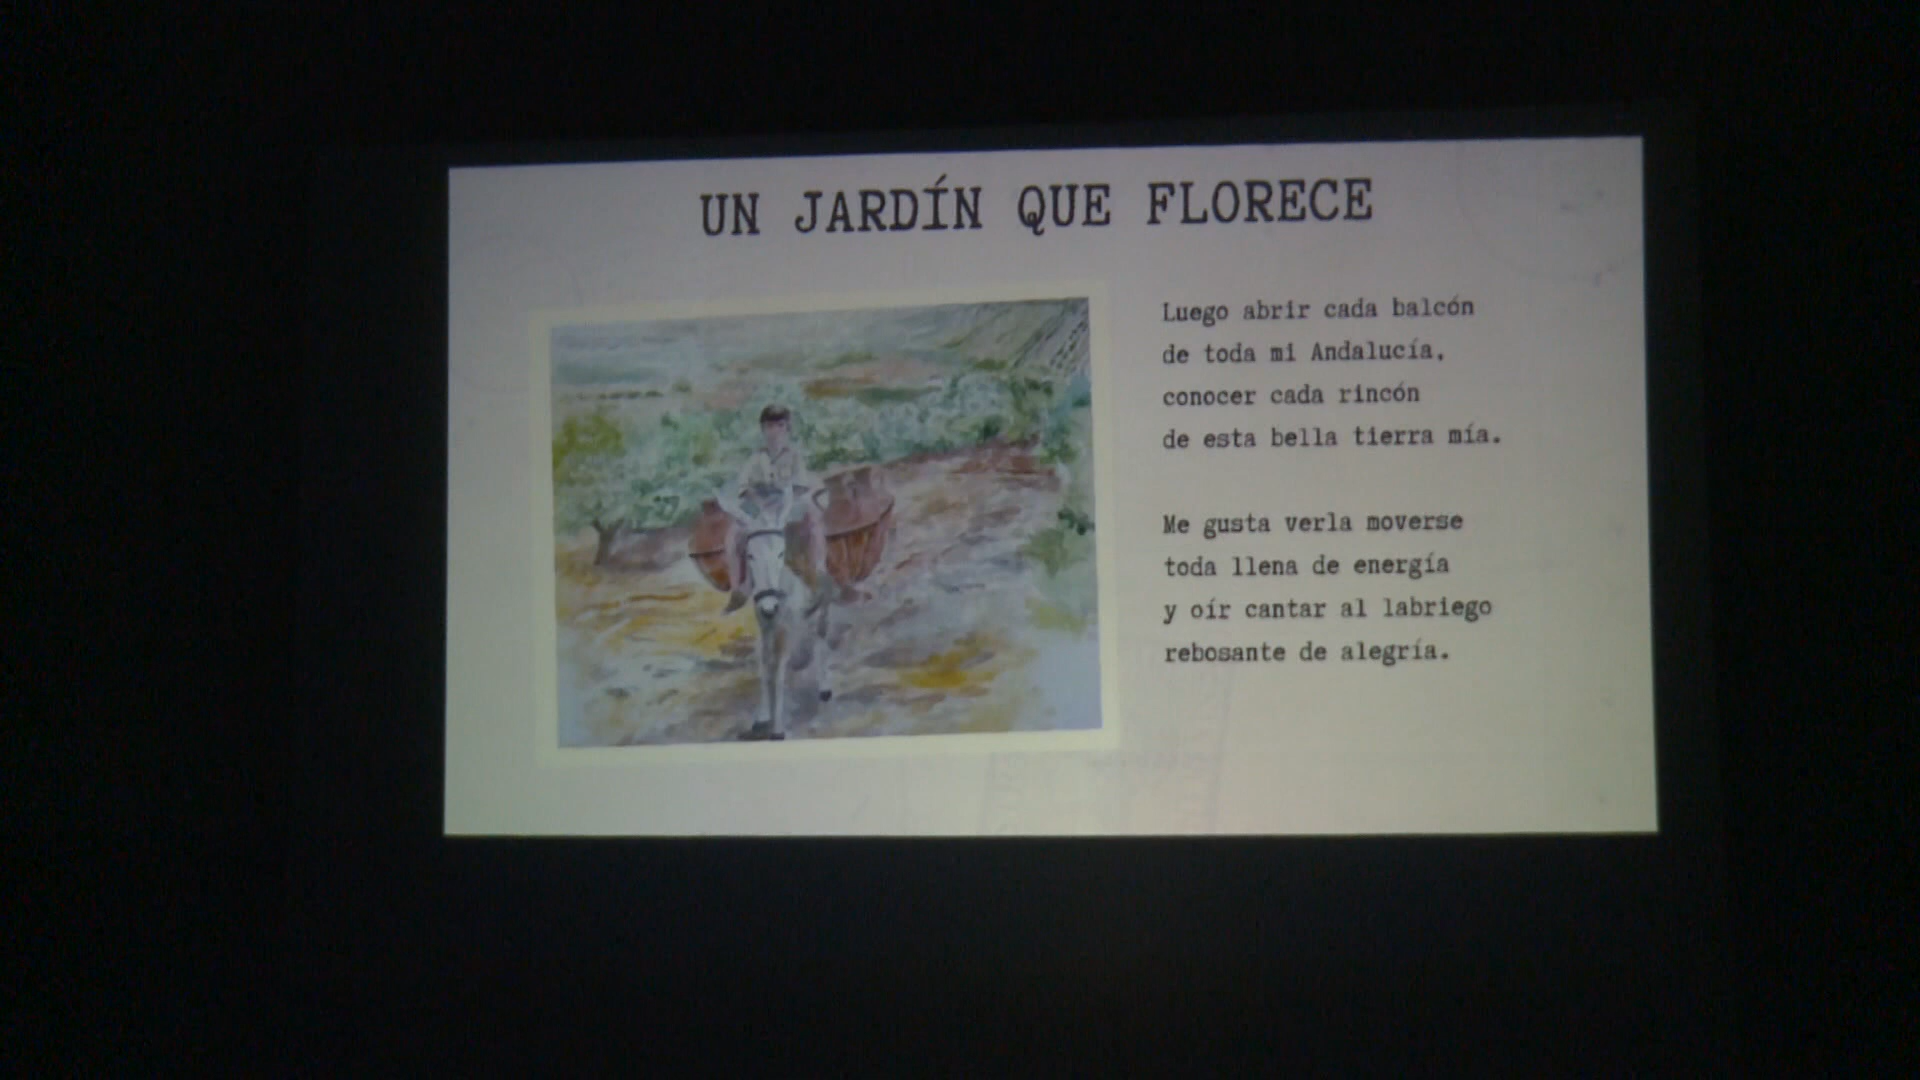 UN JARDÍN QUE FLORECE
Luego abrir cada balcón
de toda mi Andalucía,
conocer cada rincón
de esta bella tierra mía.
Me gusta verla moverse
toda llena de energía
y oír cantar al labriego
rebosante de alegría.